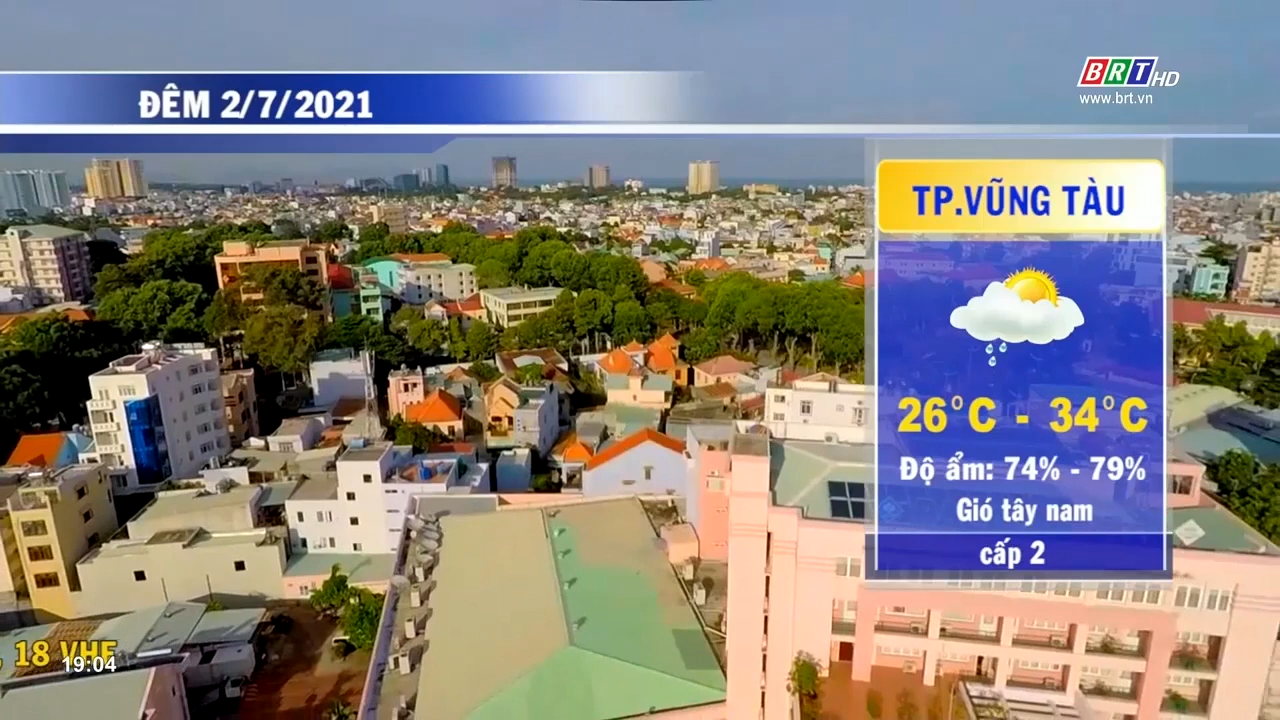 ĐÊM 2/7/2021
BRT HD
www.brt.vn
TP.VŨNG TÀU
26°C - 34°C
Độ ẩm: 74% - 79%
Gió tây nam
cấp 2
, 18 VHF
19:04